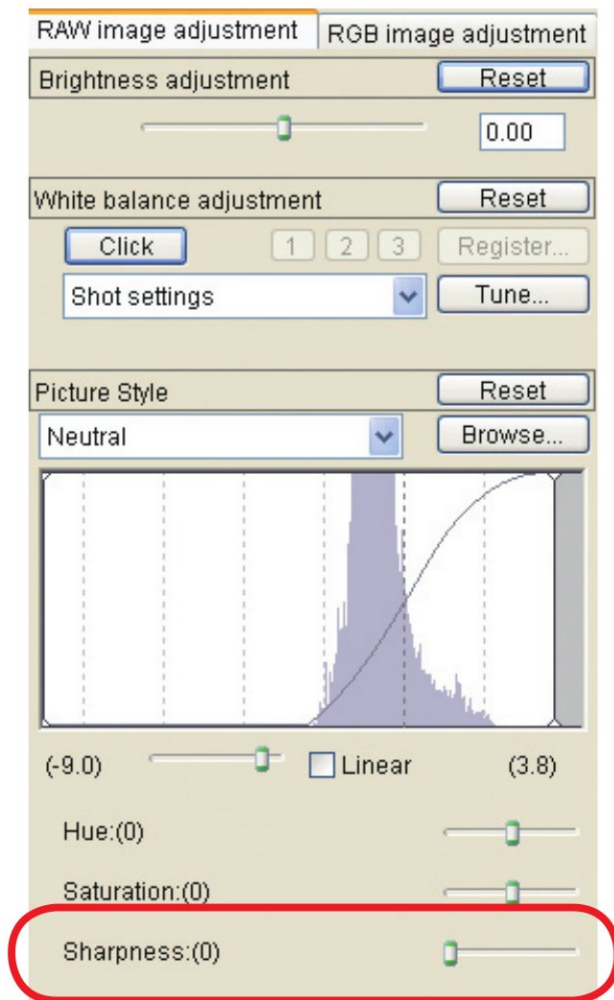 RAW image adjustment RGB image adjustment
Brightness adjustment Reset
0.00
White balance adjustment Reset
Click 1 2 3 Register...
Shot settings Tune...
Picture Style Reset
Neutral Browse...
(-9.0) Linear (3.8)
Hue:(0)
Saturation:(0)
Sharpness:(0)